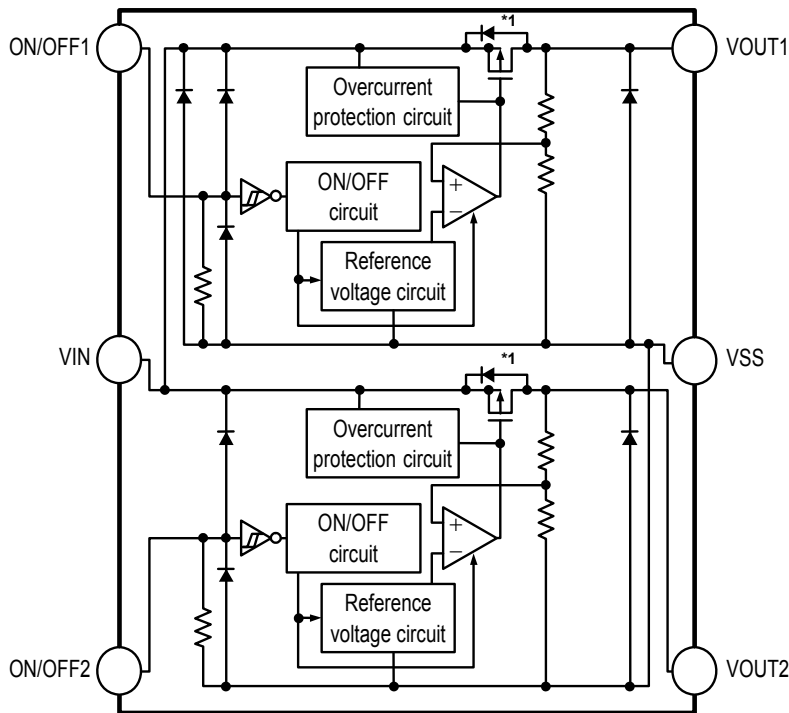 *1
ON/OFF1
VOUT1
Overcurrent
protection circuit
ON/OFF
circuit
+
−
Reference
voltage circuit
VIN
*1
VSS
Overcurrent
protection circuit
ON/OFF
circuit
+
−
Reference
voltage circuit
ON/OFF2
VOUT2